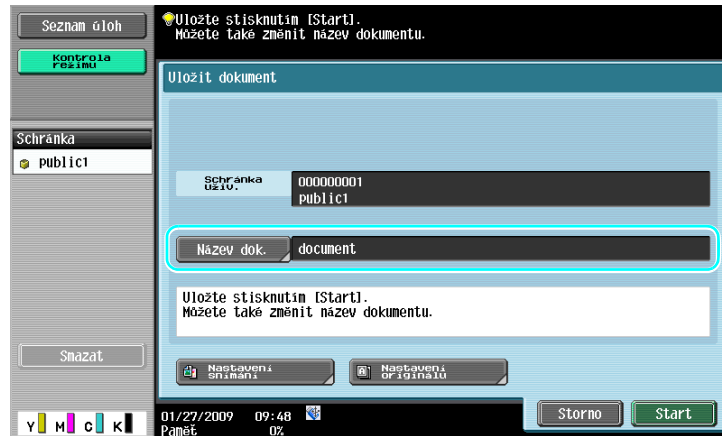 Seznam úloh
Uložte stisknutím [Start].
Můžete také změnit název dokumentu.
Kontrola
režimu
Uložit dokument
Schránka
public1
Schránka
uživ.
000000001
public1
Název dok.
document
Uložte stisknutím [Start].
Můžete také změnit název dokumentu.
Smazat
Nastavení
snímání
Nastavení
originálu
Storno
Start
Y M C K
01/27/2009 09:48
Paměť 0%